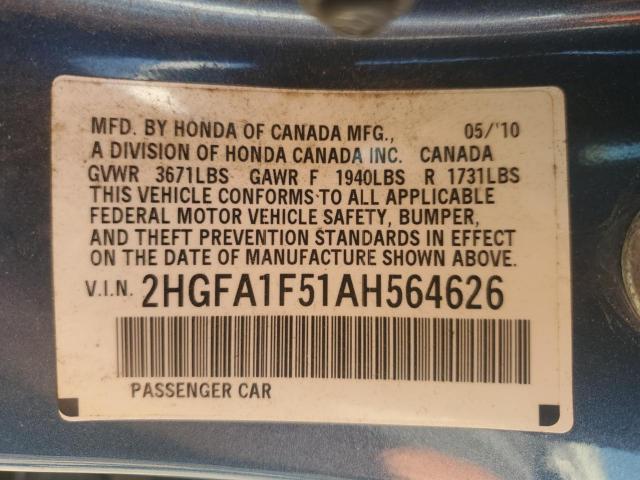 MFD. BY HONDA OF CANADA MFG., 05/'10
A DIVISION OF HONDA CANADA INC. CANADA
GVWR 3671LBS GAWR F 1940LBS R 1731LBS
THIS VEHICLE CONFORMS TO ALL APPLICABLE
FEDERAL MOTOR VEHICLE SAFETY, BUMPER,
AND THEFT PREVENTION STANDARDS IN EFFECT
ON THE DATE OF MANUFACTURE SHOWN ABOVE.
V.I.N. 2HGFA1F51AH564626
PASSENGER CAR